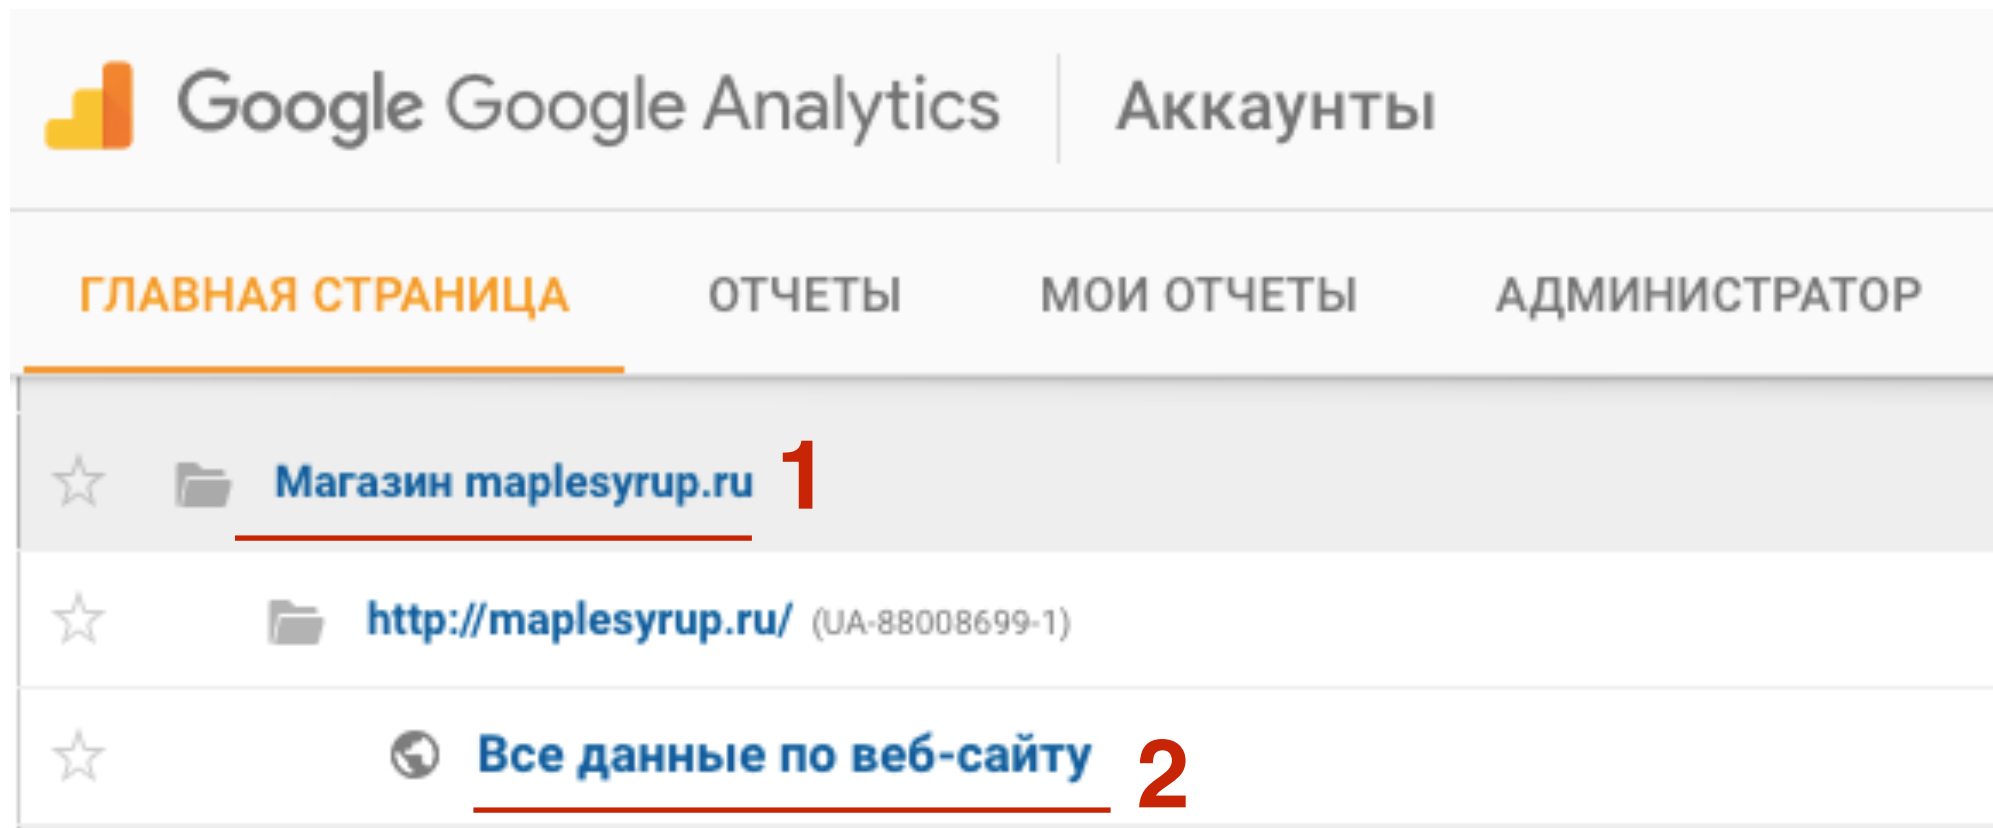 Google Google Analytics Аккаунты
ГЛАВНАЯ СТРАНИЦА ОТЧЕТЫ МОИ ОТЧЕТЫ АДМИНИСТРАТОР
Магазин maplesyrup.ru 1
http://maplesyrup.ru/ (UA-88008699-1)
Все данные по веб-сайту 2